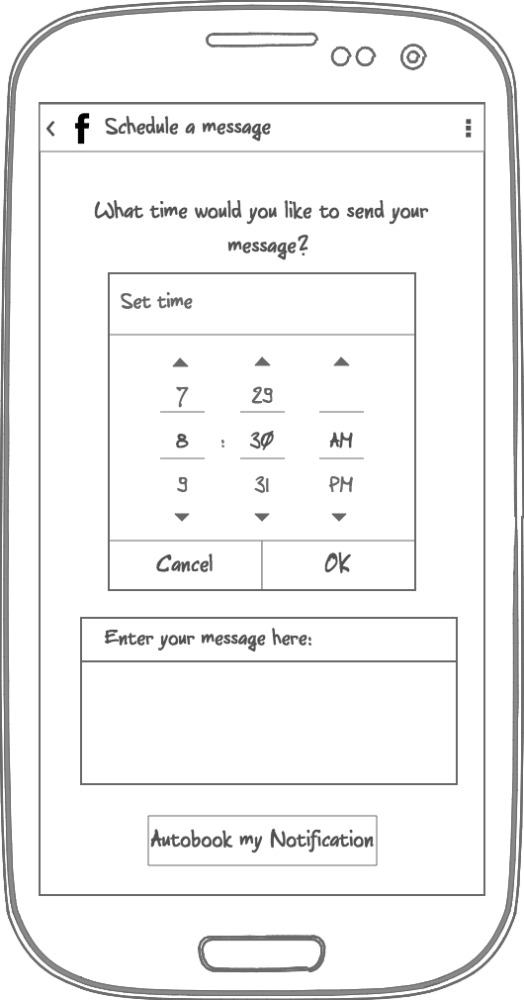 f Schedule a message
What time would you like to send your
message?
Set time
7 29
8 : 30 AM
9 31 PM
Cancel OK
Enter your message here:
Autobook my Notification